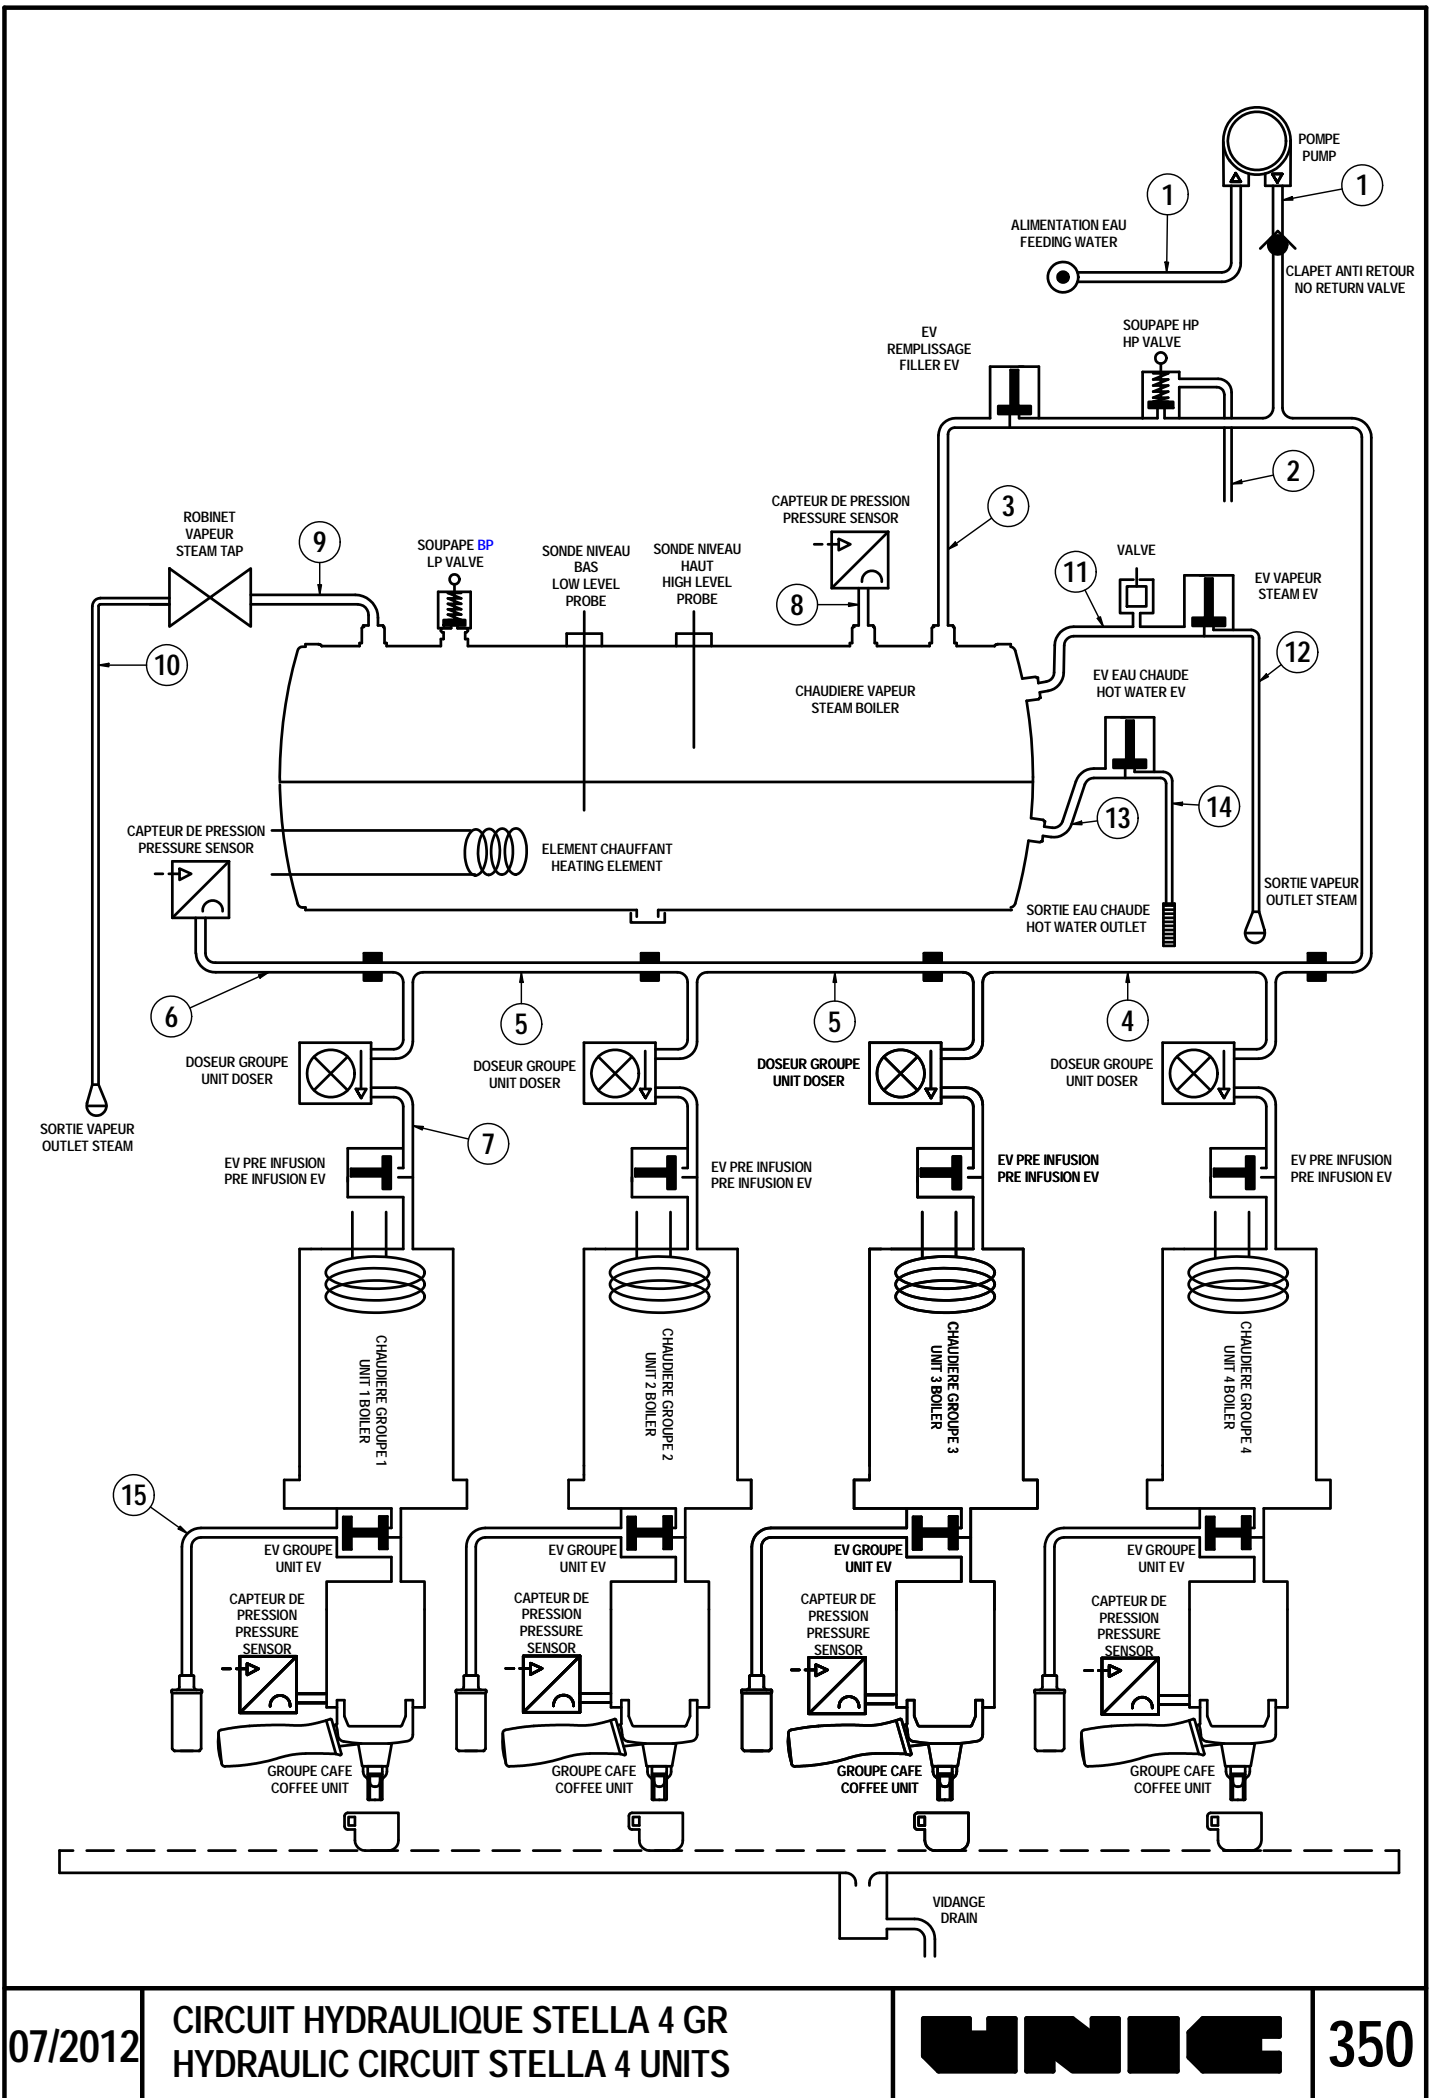 POMPE
PUMP
1
1
ALIMENTATION EAU
FEEDING WATER
CLAPET ANTI RETOUR
NO RETURN VALVE
EV
REMPLISSAGE
FILLER EV
SOUPAPE HP
HP VALVE
2
3
CAPTEUR DE PRESSION
PRESSURE SENSOR
8
ROBINET
VAPEUR
STEAM TAP
9
SOUPAPE BP
LP VALVE
SONDE NIVEAU
BAS
LOW LEVEL
PROBE
SONDE NIVEAU
HAUT
HIGH LEVEL
PROBE
11
VALVE
EV VAPEUR
STEAM EV
10
12
CHAUDIERE VAPEUR
STEAM BOILER
EV EAU CHAUDE
HOT WATER EV
13
14
CAPTEUR DE PRESSION
PRESSURE SENSOR
ELEMENT CHAUFFANT
HEATING ELEMENT
SORTIE EAU CHAUDE
HOT WATER OUTLET
SORTIE VAPEUR
OUTLET STEAM
6
5
5
4
DOSEUR GROUPE
UNIT DOSER
DOSEUR GROUPE
UNIT DOSER
DOSEUR GROUPE
UNIT DOSER
DOSEUR GROUPE
UNIT DOSER
SORTIE VAPEUR
OUTLET STEAM
7
EV PRE INFUSION
PRE INFUSION EV
EV PRE INFUSION
PRE INFUSION EV
EV PRE INFUSION
PRE INFUSION EV
EV PRE INFUSION
PRE INFUSION EV
CHAUDIERE GROUPE 1
UNIT 1 BOILER
CHAUDIERE GROUPE 2
UNIT 2 BOILER
CHAUDIERE GROUPE 3
UNIT 3 BOILER
CHAUDIERE GROUPE 4
UNIT 4 BOILER
15
EV GROUPE
UNIT EV
EV GROUPE
UNIT EV
EV GROUPE
UNIT EV
EV GROUPE
UNIT EV
CAPTEUR DE
PRESSION
PRESSURE
SENSOR
CAPTEUR DE
PRESSION
PRESSURE
SENSOR
CAPTEUR DE
PRESSION
PRESSURE
SENSOR
CAPTEUR DE
PRESSION
PRESSURE
SENSOR
GROUPE CAFE
COFFEE UNIT
GROUPE CAFE
COFFEE UNIT
GROUPE CAFE
COFFEE UNIT
GROUPE CAFE
COFFEE UNIT
VIDANGE
DRAIN
07/2012
CIRCUIT HYDRAULIQUE STELLA 4 GR
HYDRAULIC CIRCUIT STELLA 4 UNITS
UNIC
350